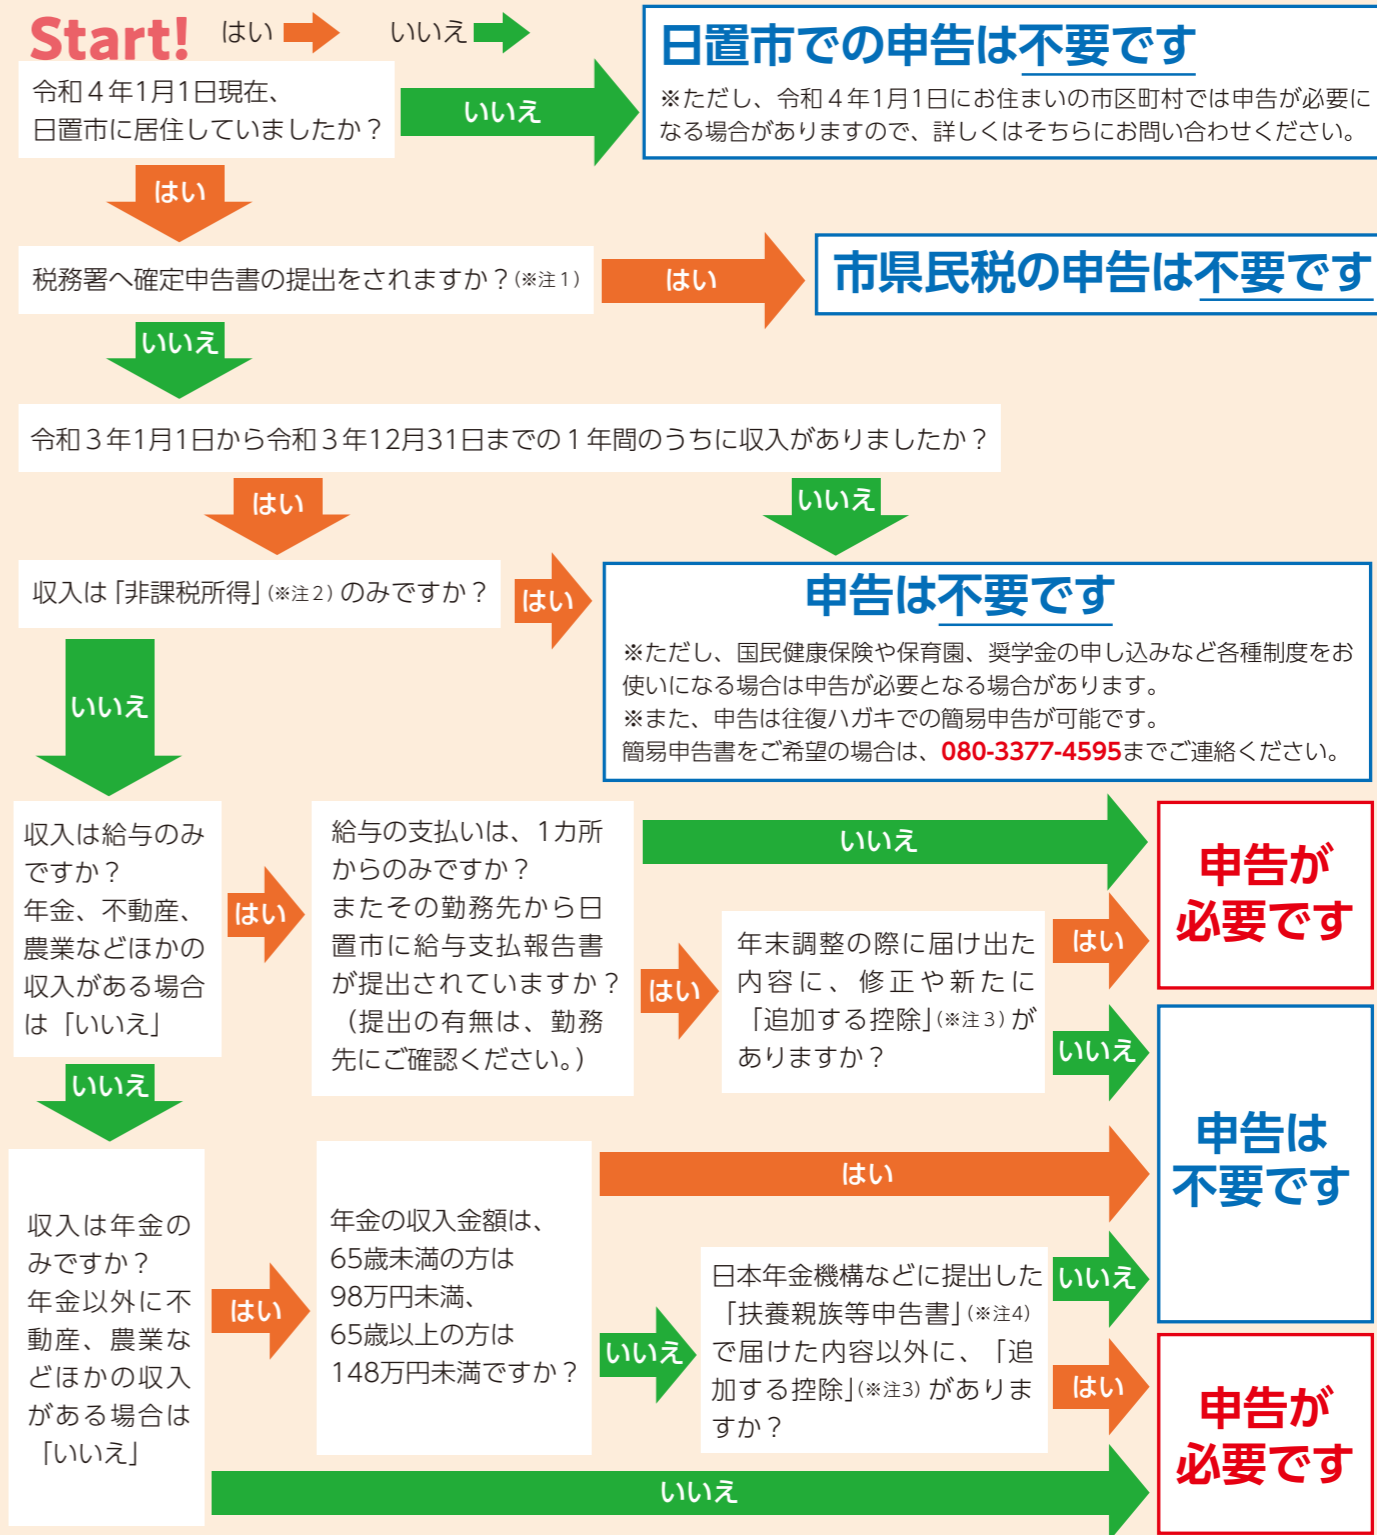 Start! はい いいえ
令和４年1月1日現在、
日置市に居住していましたか？
いいえ
日置市での申告は不要です
※ただし、令和４年1月1日にお住まいの市区町村では申告が必要に
なる場合がありますので、詳しくはそちらにお問い合わせください。
はい
税務署へ確定申告書の提出をされますか？(※注１)
はい
市県民税の申告は不要です
いいえ
令和３年1月1日から令和３年12月31日までの１年間のうちに収入がありましたか？
はい
いいえ
収入は「非課税所得」(※注２) のみですか？
はい
申告は不要です
※ただし、国民健康保険や保育園、奨学金の申し込みなど各種制度をお
使いになる場合は申告が必要となる場合があります。
※また、申告は往復ハガキでの簡易申告が可能です。
簡易申告書をご希望の場合は、080-3377-4595までご連絡ください。
いいえ
収入は給与のみ
ですか？
年金、不動産、
農業などほかの
収入がある場合
は「いいえ」
はい
給与の支払いは、1カ所
からのみですか？
またその勤務先から日
置市に給与支払報告書
が提出されていますか？
（提出の有無は、勤務
先にご確認ください。）
いいえ
はい
年末調整の際に届け出た
内容に、修正や新たに
「追加する控除」(※注３) が
ありますか？
はい
いいえ
申告が
必要です
申告は
不要です
いいえ
収入は年金の
みですか？
年金以外に不
動産、農業な
どほかの収入
がある場合は
「いいえ」
はい
年金の収入金額は、
65歳未満の方は
98万円未満、
65歳以上の方は
148万円未満ですか？
はい
いいえ
日本年金機構などに提出した
「扶養親族等申告書」(※注4)
で届けた内容以外に、「追
加する控除」(※注3) がありま
すか？
いいえ
はい
申告が
必要です
いいえ